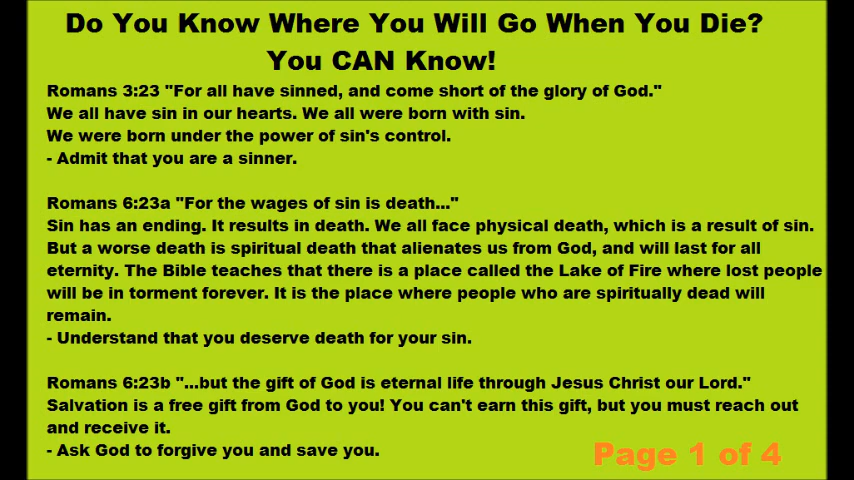 Do You Know Where You Will Go When You Die?
You CAN Know!
Romans 3:23 "For all have sinned, and come short of the glory of God."
We all have sin in our hearts. We all were born with sin.
We were born under the power of sin's control.
- Admit that you are a sinner.
Romans 6:23a "For the wages of sin is death..."
Sin has an ending. It results in death. We all face physical death, which is a result of sin.
But a worse death is spiritual death that alienates us from God, and will last for all
eternity. The Bible teaches that there is a place called the Lake of Fire where lost people
will be in torment forever. It is the place where people who are spiritually dead will
remain.
- Understand that you deserve death for your sin.
Romans 6:23b "...but the gift of God is eternal life through Jesus Christ our Lord."
Salvation is a free gift from God to you! You can't earn this gift, but you must reach out
and receive it.
- Ask God to forgive you and save you.
Page 1 of 4